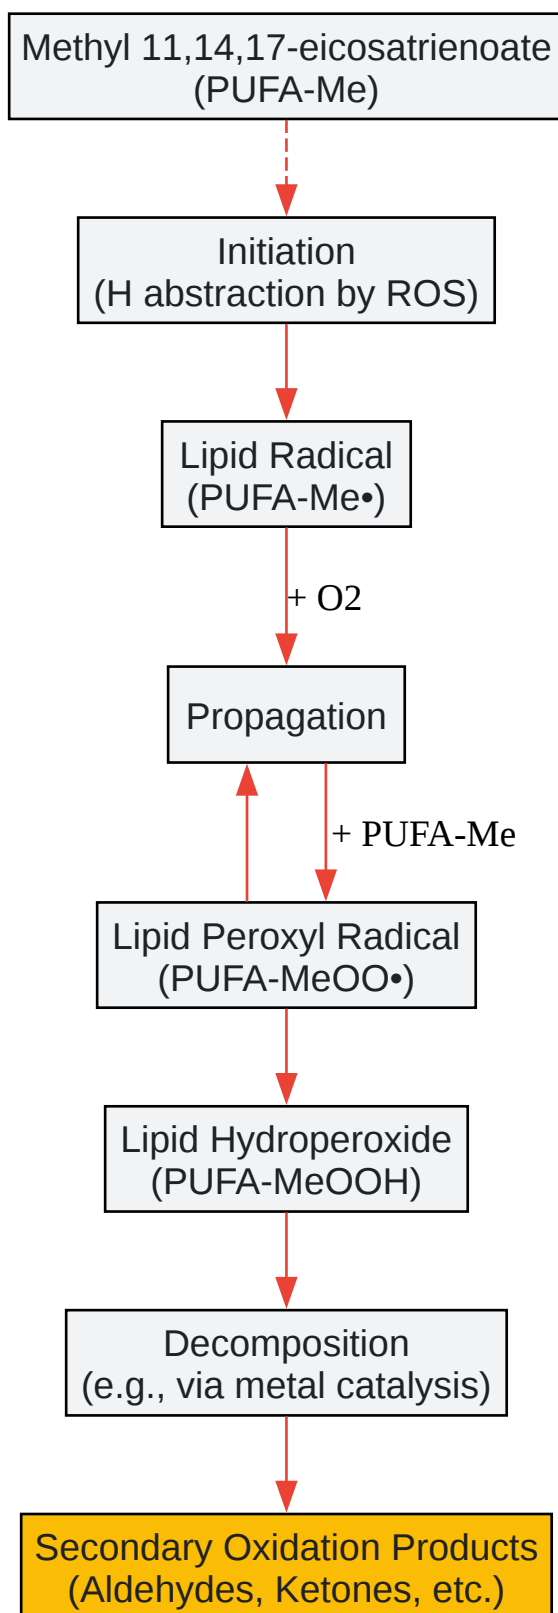 Methyl 11,14,17-eicosatrienoate
(PUFA-Me)
Initiation
(H abstraction by ROS)
Lipid Radical
(PUFA-Me•)
+ O2
Propagation
+ PUFA-Me
Lipid Peroxyl Radical
(PUFA-MeOO•)
Lipid Hydroperoxide
(PUFA-MeOOH)
Decomposition
(e.g., via metal catalysis)
Secondary Oxidation Products
(Aldehydes, Ketones, etc.)